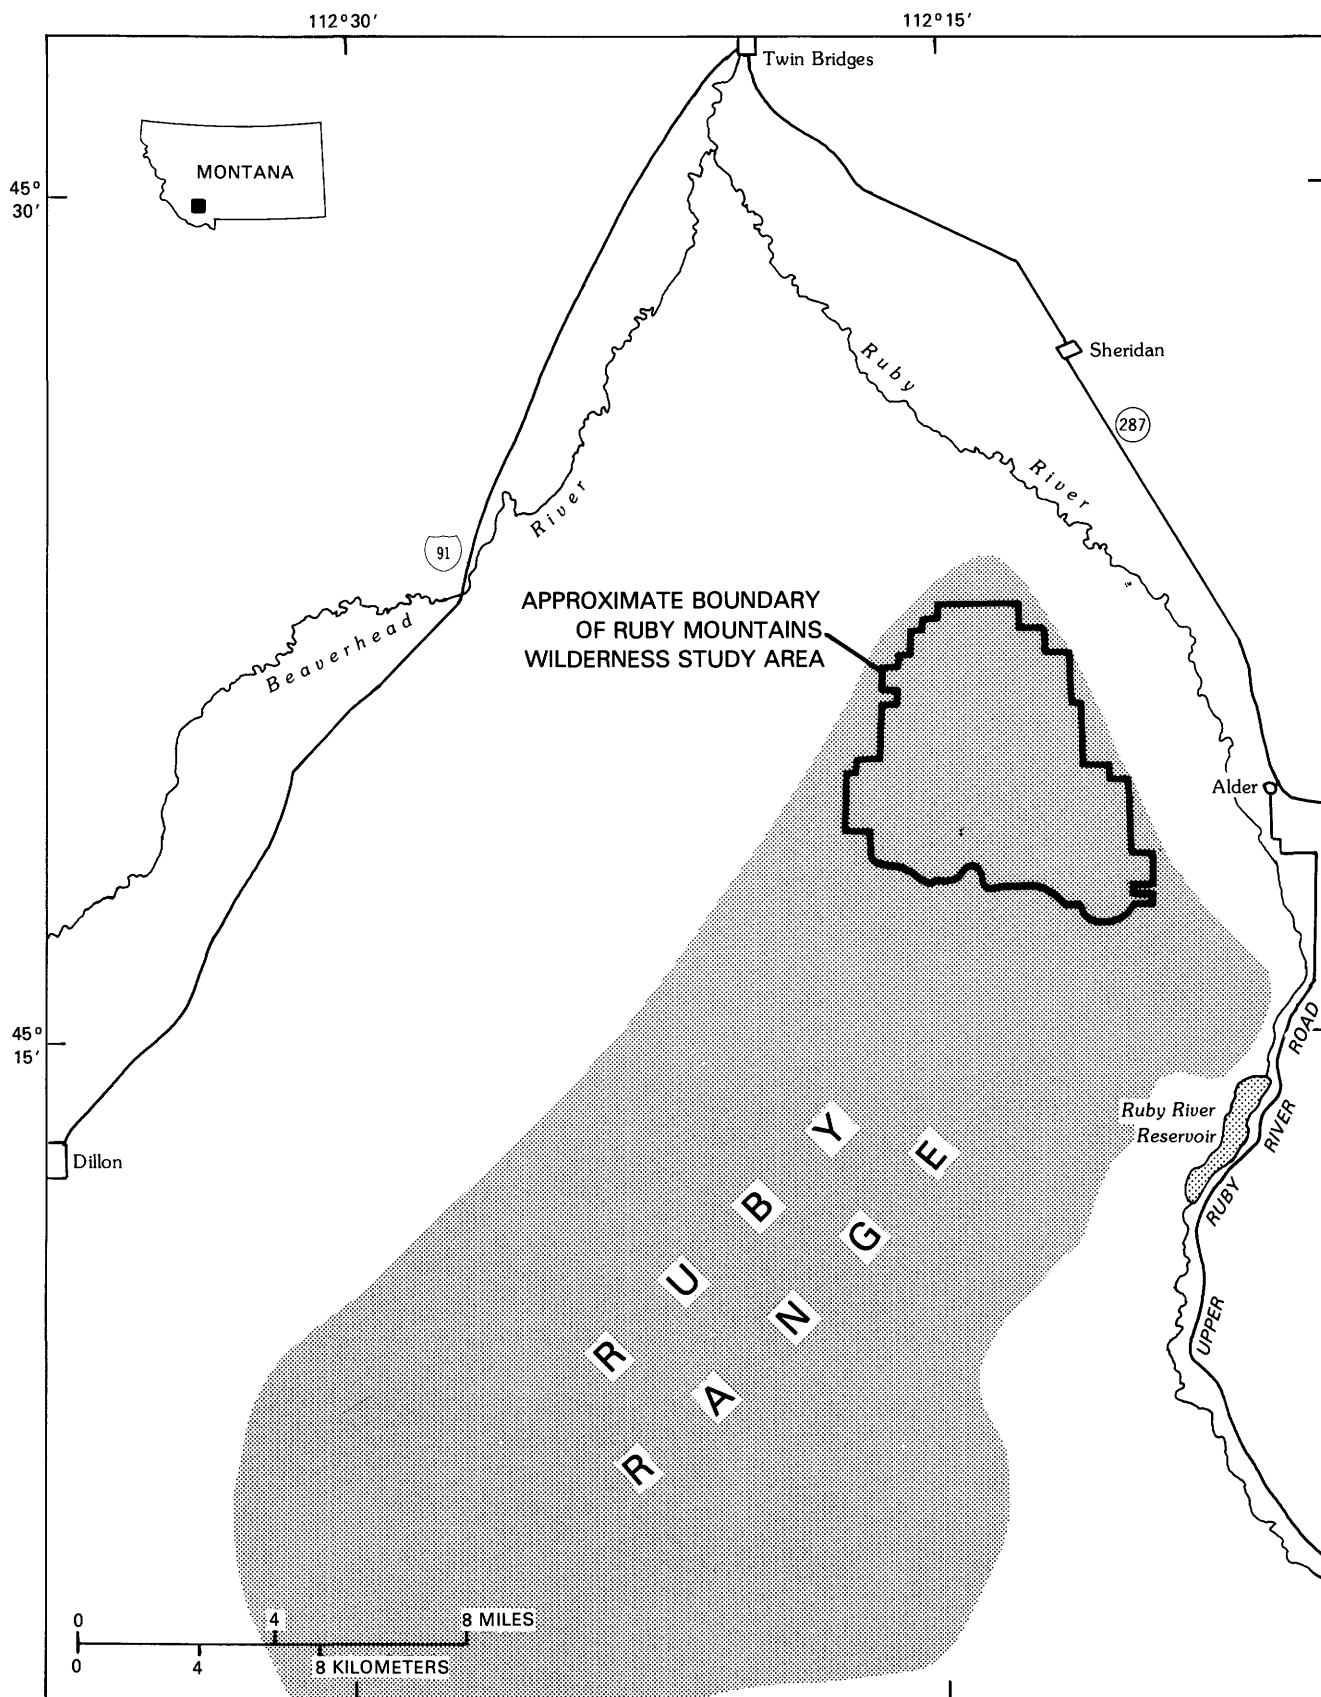 112° 30′
112° 15′
Twin Bridges
MONTANA
45°
30′
Sheridan
Ruby
River
287
River
91
Beaverhead
APPROXIMATE BOUNDARY
OF RUBY MOUNTAINS
WILDERNESS STUDY AREA
Alder
45°
15′
ROAD
Ruby River
Reservoir
RIVER
RUBY
UPPER
Dillon
RUBY
RANGE
0 4 8 MILES
0 4 8 KILOMETERS